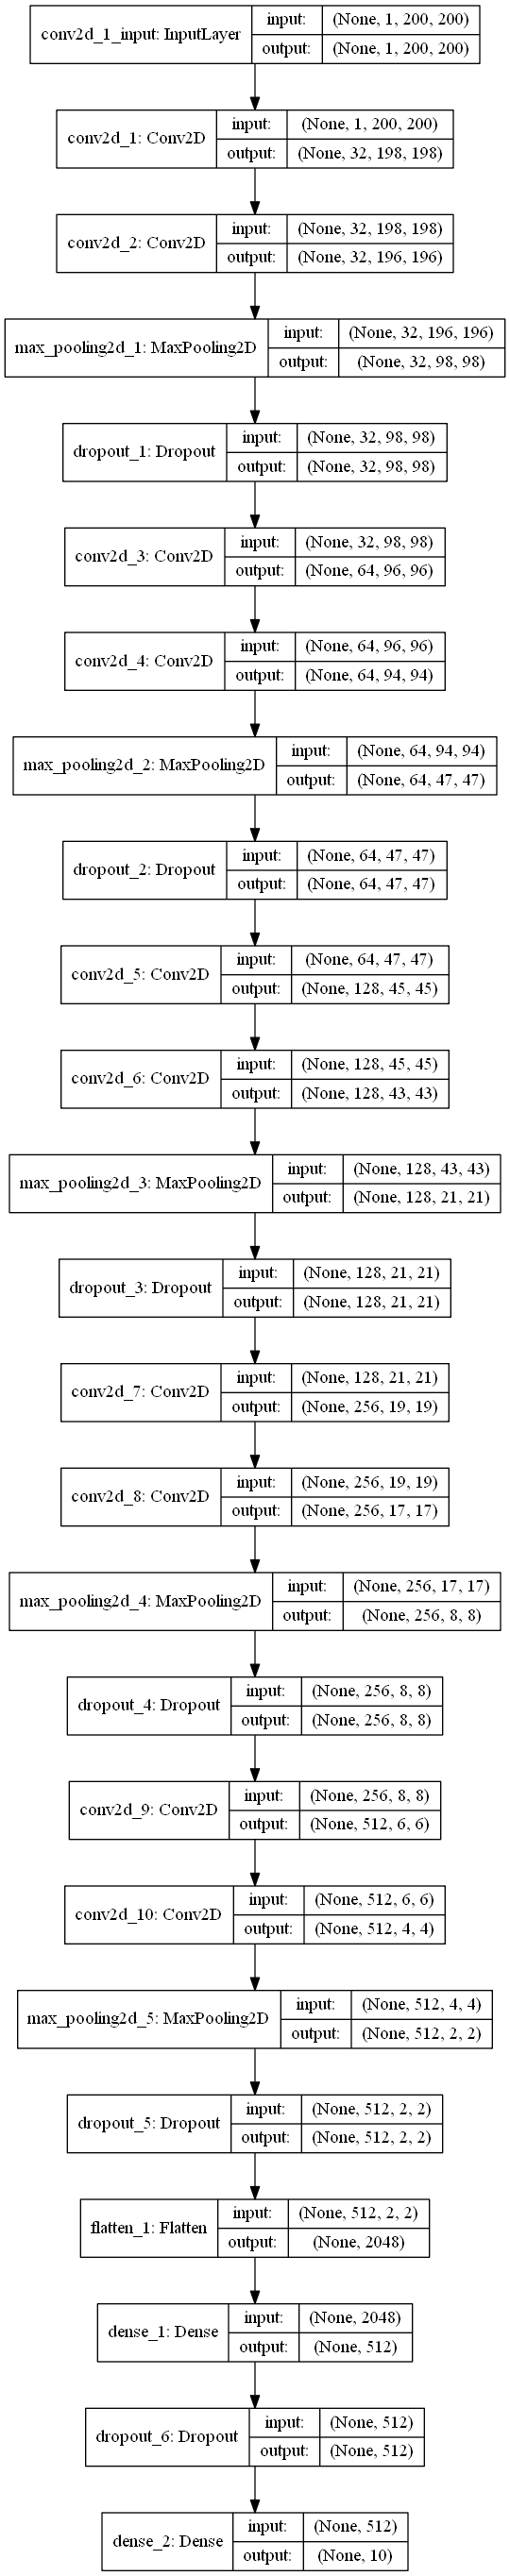 conv2d_1_input: InputLayer
input: (None, 1, 200, 200)
output: (None, 1, 200, 200)
conv2d_1: Conv2D
input: (None, 1, 200, 200)
output: (None, 32, 198, 198)
conv2d_2: Conv2D
input: (None, 32, 198, 198)
output: (None, 32, 196, 196)
max_pooling2d_1: MaxPooling2D
input: (None, 32, 196, 196)
output: (None, 32, 98, 98)
dropout_1: Dropout
input: (None, 32, 98, 98)
output: (None, 32, 98, 98)
conv2d_3: Conv2D
input: (None, 32, 98, 98)
output: (None, 64, 96, 96)
conv2d_4: Conv2D
input: (None, 64, 96, 96)
output: (None, 64, 94, 94)
max_pooling2d_2: MaxPooling2D
input: (None, 64, 94, 94)
output: (None, 64, 47, 47)
dropout_2: Dropout
input: (None, 64, 47, 47)
output: (None, 64, 47, 47)
conv2d_5: Conv2D
input: (None, 64, 47, 47)
output: (None, 128, 45, 45)
conv2d_6: Conv2D
input: (None, 128, 45, 45)
output: (None, 128, 43, 43)
max_pooling2d_3: MaxPooling2D
input: (None, 128, 43, 43)
output: (None, 128, 21, 21)
dropout_3: Dropout
input: (None, 128, 21, 21)
output: (None, 128, 21, 21)
conv2d_7: Conv2D
input: (None, 128, 21, 21)
output: (None, 256, 19, 19)
conv2d_8: Conv2D
input: (None, 256, 19, 19)
output: (None, 256, 17, 17)
max_pooling2d_4: MaxPooling2D
input: (None, 256, 17, 17)
output: (None, 256, 8, 8)
dropout_4: Dropout
input: (None, 256, 8, 8)
output: (None, 256, 8, 8)
conv2d_9: Conv2D
input: (None, 256, 8, 8)
output: (None, 512, 6, 6)
conv2d_10: Conv2D
input: (None, 512, 6, 6)
output: (None, 512, 4, 4)
max_pooling2d_5: MaxPooling2D
input: (None, 512, 4, 4)
output: (None, 512, 2, 2)
dropout_5: Dropout
input: (None, 512, 2, 2)
output: (None, 512, 2, 2)
flatten_1: Flatten
input: (None, 512, 2, 2)
output: (None, 2048)
dense_1: Dense
input: (None, 2048)
output: (None, 512)
dropout_6: Dropout
input: (None, 512)
output: (None, 512)
dense_2: Dense
input: (None, 512)
output: (None, 10)